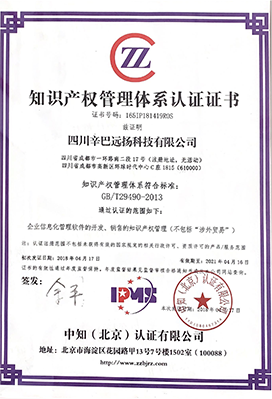 ZZ
知识产权管理体系认证证书
证书号码：165IP181419R0S
兹证明
四川辛巴远扬科技有限公司
四川省成都市一环路南二段17号（注册地址，无活动）
四川省成都市高新区环球时代中心C座1815（610000）
知识产权管理体系符合标准：
GB/T29490-2013
通过认证的范围如下：
企业信息化管理软件的开发、销售的知识产权管理（不包括“涉外贸易”）
初次发证日期：2018年04月17日
有效期至：2021年04月16日
签发：
IPMS
中知（北京）认证有限公司
地址：北京市海淀区花园路甲13号7号楼1502室（100088）
http://www.zzbjrz.com